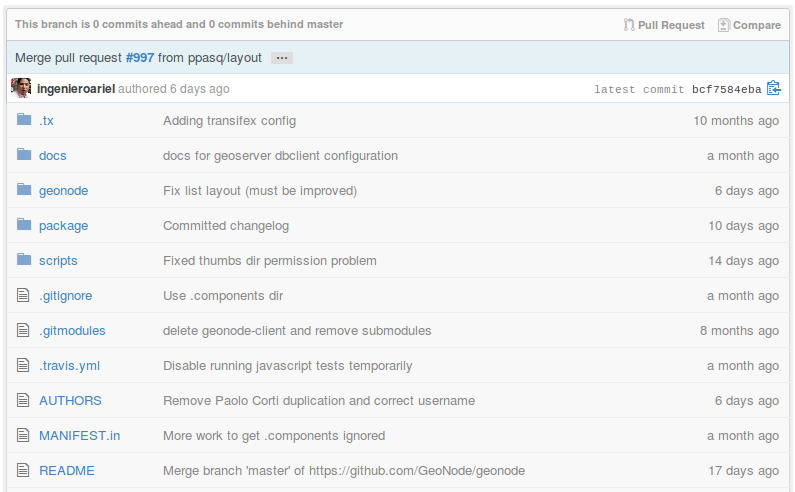 This branch is 0 commits ahead and 0 commits behind master Pull Request Compare
Merge pull request #997 from ppasq/layout ...
ingenieroariel authored 6 days ago latest commit bcf7584eba
.tx Adding transifex config 10 months ago
docs docs for geoserver dbclient configuration a month ago
geonode Fix list layout (must be improved) 6 days ago
package Committed changelog 10 days ago
scripts Fixed thumbs dir permission problem 14 days ago
.gitignore Use .components dir a month ago
.gitmodules delete geonode-client and remove submodules 8 months ago
.travis.yml Disable running javascript tests temporarily a month ago
AUTHORS Remove Paolo Corti duplication and correct username 6 days ago
MANIFEST.in More work to get .components ignored a month ago
README Merge branch 'master' of https://github.com/GeoNode/geonode 17 days ago